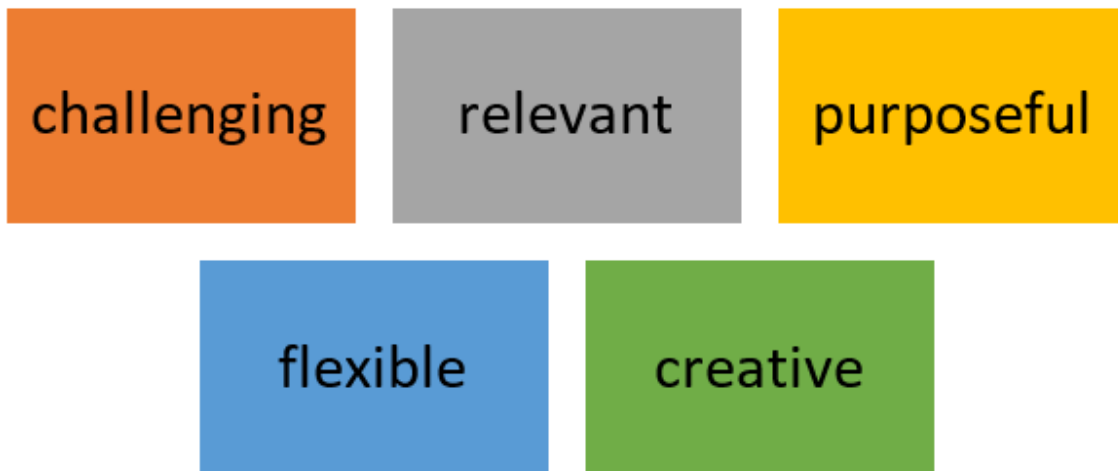 challenging
relevant
purposeful
flexible
creative